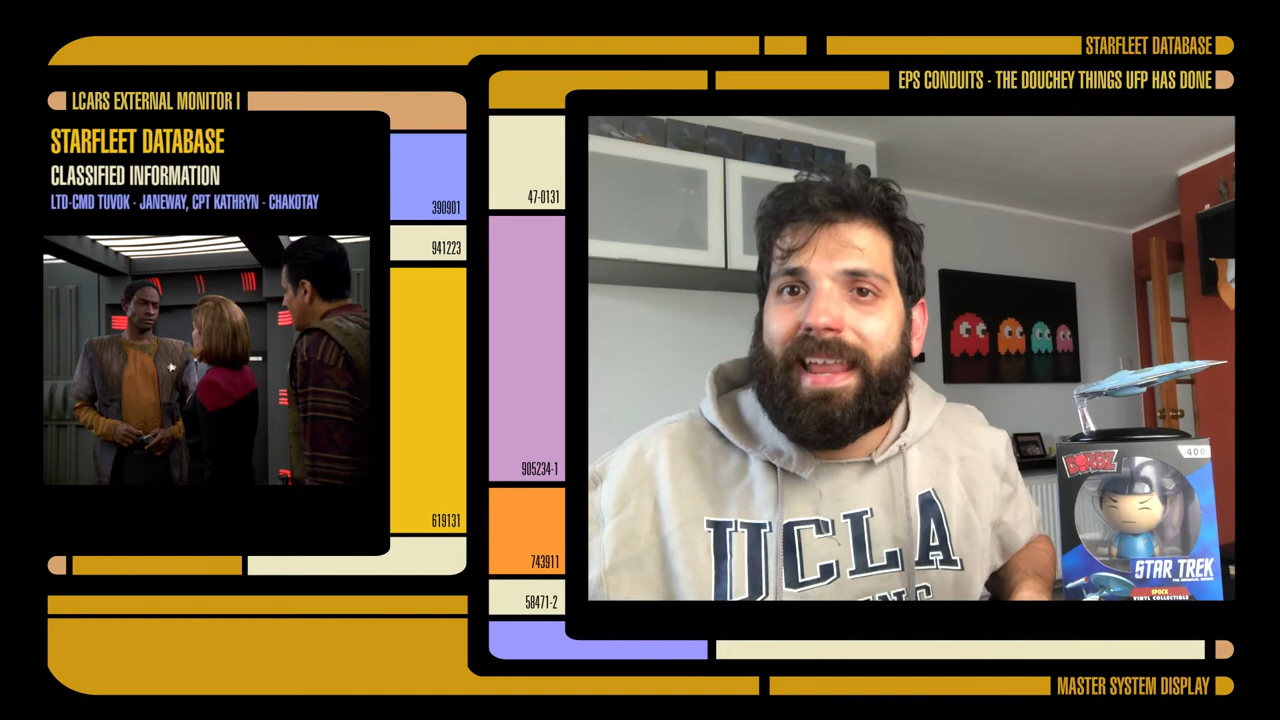 STARFLEET DATABASE
EPS CONDUITS - THE DOUCHEY THINGS UFP HAS DONE
LCARS EXTERNAL MONITOR I
STARFLEET DATABASE
CLASSIFIED INFORMATION
LTD-CMD TUVOK - JANEWAY, CPT KATHRYN - CHAKOTAY
390901
941223
619131
47-0131
905234-1
743911
58471-2
UCLA
DORBZ
400
STAR TREK
SPOCK
VINYL COLLECTIBLE
MASTER SYSTEM DISPLAY